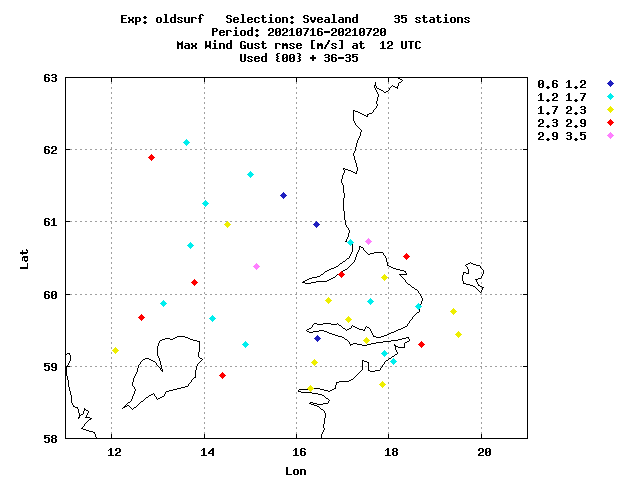 Exp: oldsurf   Selection: Svealand     35 stations
Period: 20210716-20210720
Max Wind Gust rmse [m/s] at  12 UTC
Used {00} + 36-35
63
62
61
60
59
58
Lat
12 14 16 18 20
Lon
0.6 1.2
1.2 1.7
1.7 2.3
2.3 2.9
2.9 3.5